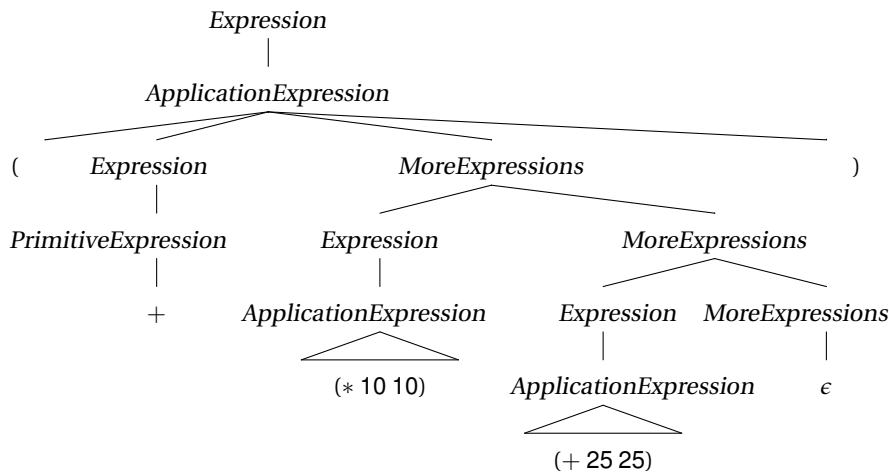 Expression
ApplicationExpression
( Expression MoreExpressions )
PrimitiveExpression Expression MoreExpressions
+ ApplicationExpression Expression MoreExpressions
(∗ 10 10) ApplicationExpression ϵ
(+ 25 25)